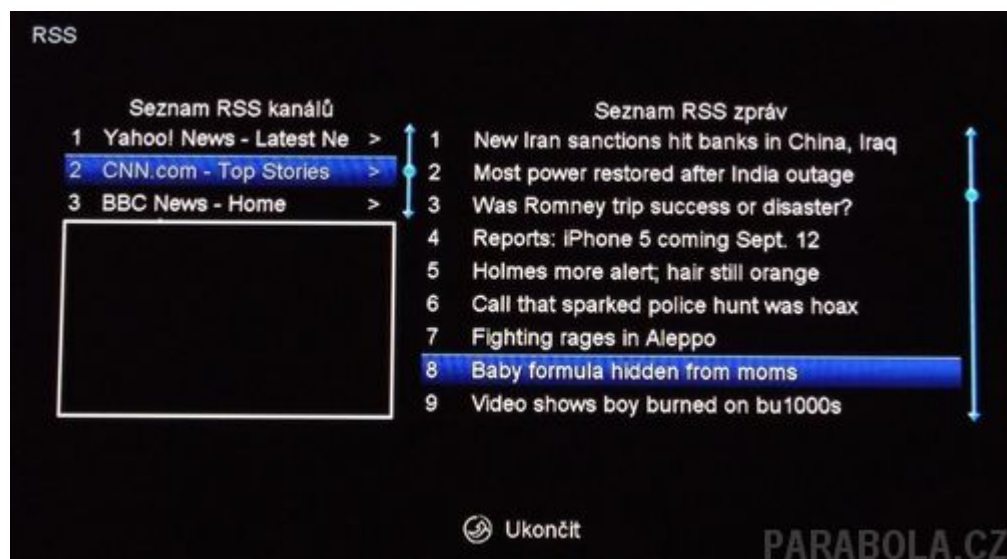 RSS
Seznam RSS kanálů
1 Yahoo! News - Latest Ne >
2 CNN.com - Top Stories >
3 BBC News - Home >
Seznam RSS zpráv
1 New Iran sanctions hit banks in China, Iraq
2 Most power restored after India outage
3 Was Romney trip success or disaster?
4 Reports: iPhone 5 coming Sept. 12
5 Holmes more alert; hair still orange
6 Call that sparked police hunt was hoax
7 Fighting rages in Aleppo
8 Baby formula hidden from moms
9 Video shows boy burned on bu1000s
Ukončit
PARABOLA.CZ